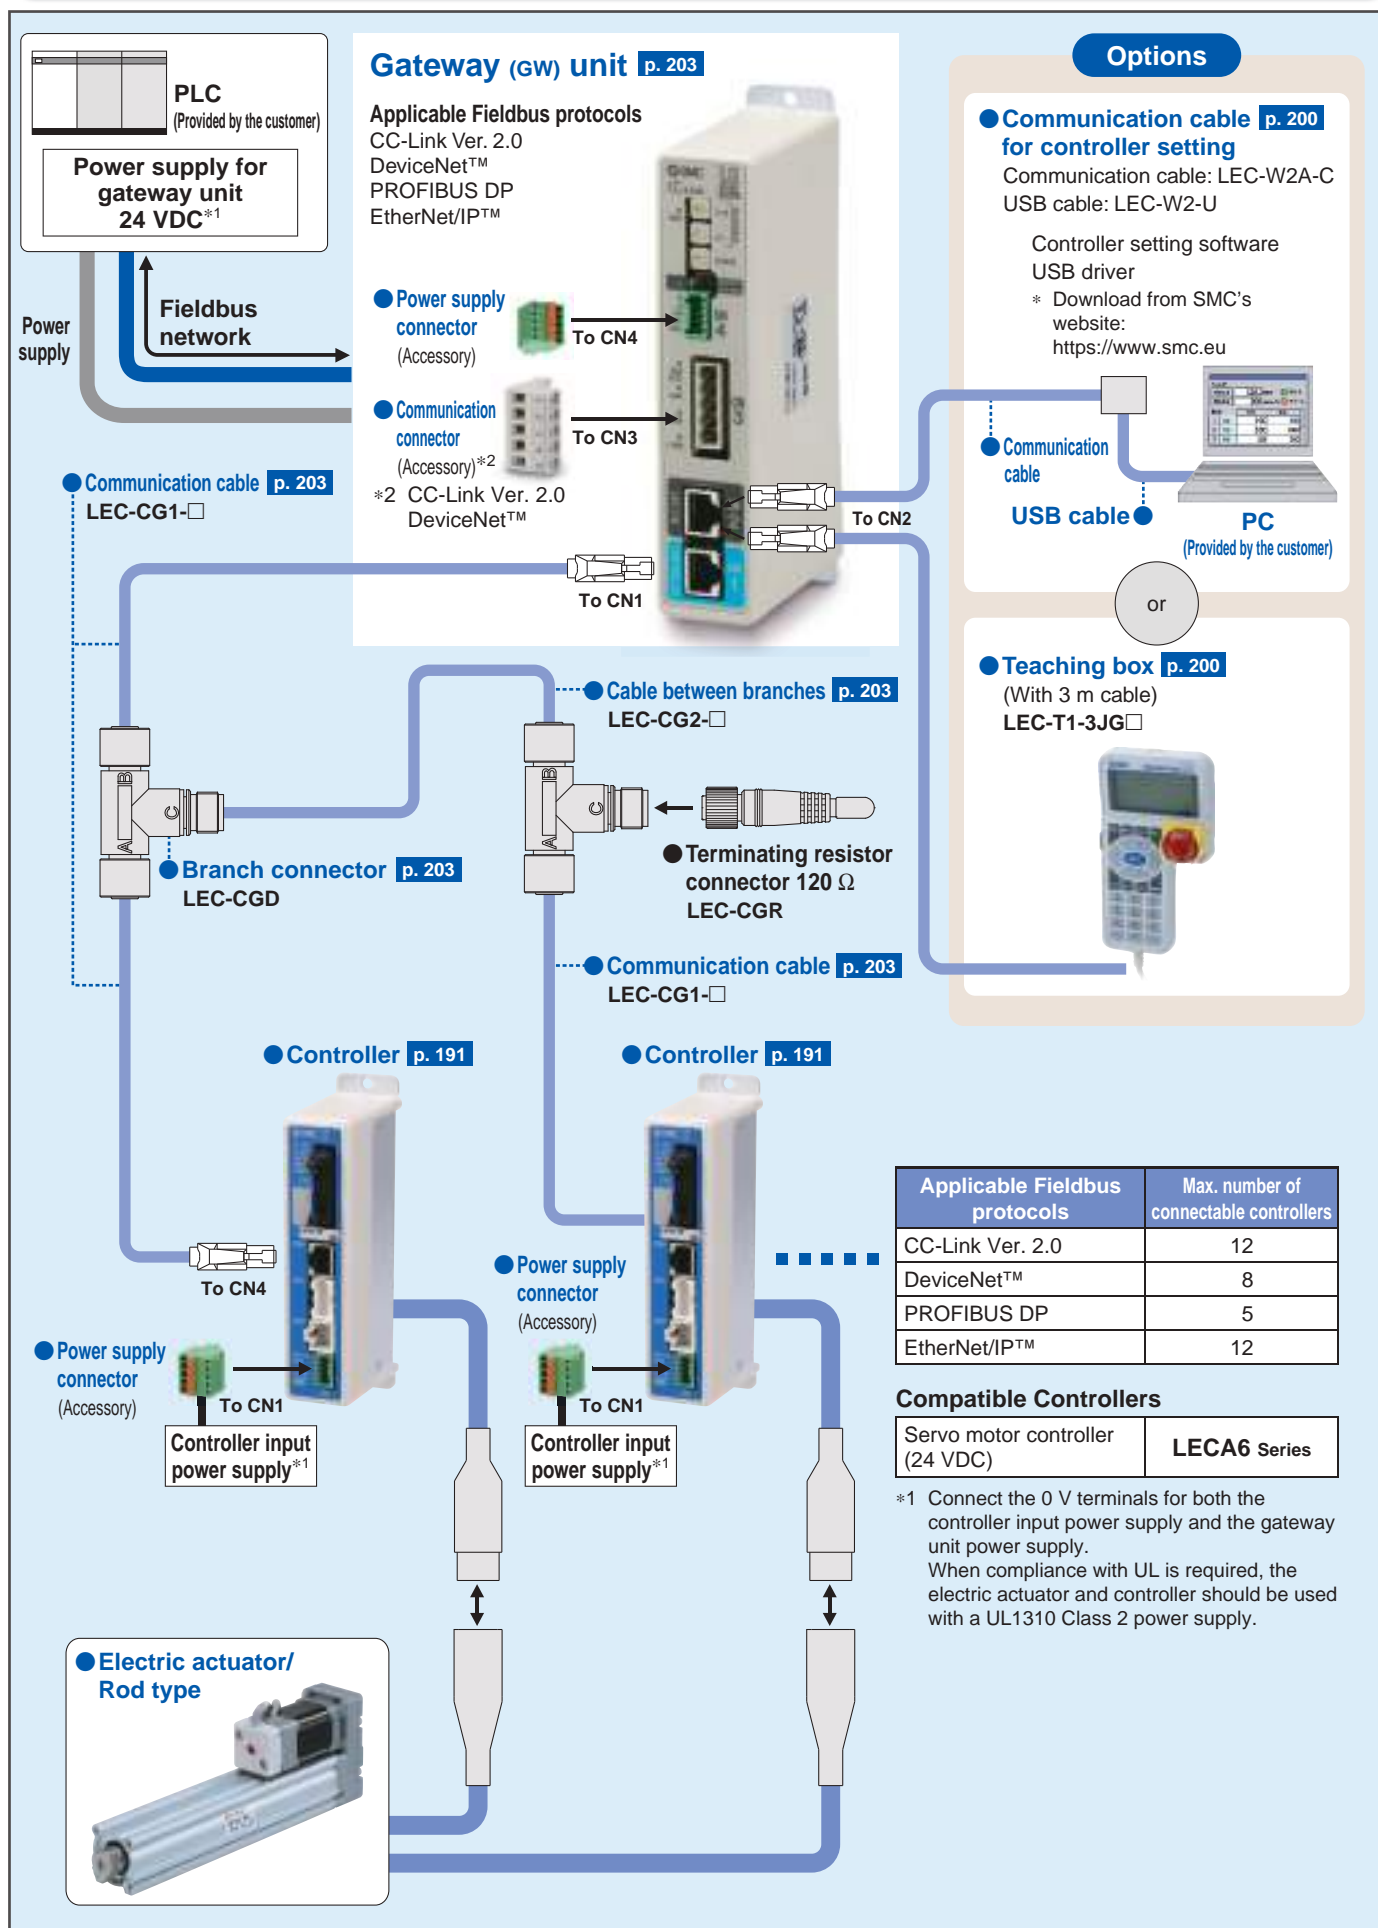 PLC
(Provided by the customer)
Power supply for
gateway unit
24 VDC*1
Power
supply
Fieldbus
network
Gateway (GW) unit p. 203
Applicable Fieldbus protocols
CC-Link Ver. 2.0
DeviceNet™
PROFIBUS DP
EtherNet/IP™
Power supply
connector
(Accessory)
To CN4
Communication
connector
(Accessory)*2
To CN3
*2 CC-Link Ver. 2.0
DeviceNet™
To CN2
To CN1
Options
Communication cable p. 200
for controller setting
Communication cable: LEC-W2A-C
USB cable: LEC-W2-U
Controller setting software
USB driver
* Download from SMC's
website:
https://www.smc.eu
Communication
cable
USB cable
PC
(Provided by the customer)
or
Teaching box p. 200
(With 3 m cable)
LEC-T1-3JG□
Communication cable p. 203
LEC-CG1-□
Cable between branches p. 203
LEC-CG2-□
A B C
A B C
Branch connector p. 203
LEC-CGD
Terminating resistor
connector 120 Ω
LEC-CGR
Communication cable p. 203
LEC-CG1-□
Controller p. 191
Controller p. 191
To CN4
Power supply
connector
(Accessory)
To CN1
Controller input
power supply*1
Power supply
connector
(Accessory)
To CN1
Controller input
power supply*1
Applicable Fieldbus protocols Max. number of connectable controllers
CC-Link Ver. 2.0 12
DeviceNet™ 8
PROFIBUS DP 5
EtherNet/IP™ 12
Compatible Controllers
Servo motor controller
(24 VDC)
LECA6 Series
*1 Connect the 0 V terminals for both the
controller input power supply and the gateway
unit power supply.
When compliance with UL is required, the
electric actuator and controller should be used
with a UL1310 Class 2 power supply.
Electric actuator/
Rod type